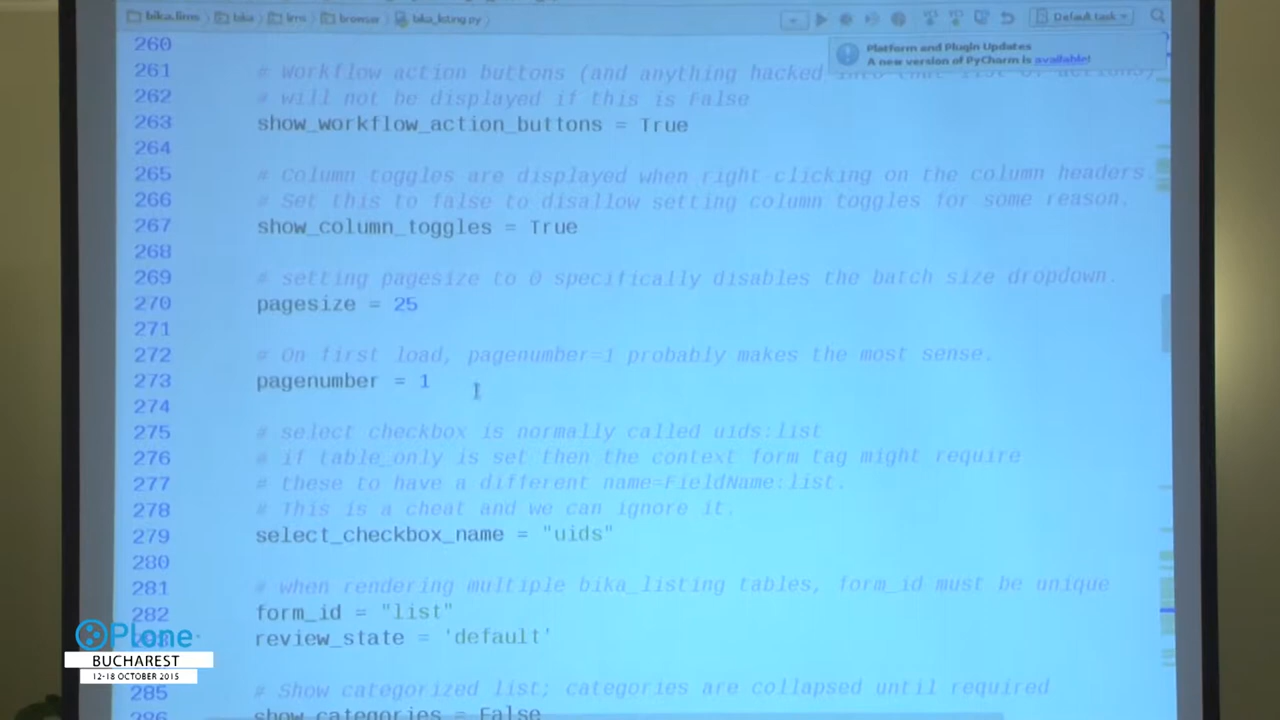 bika.lims bika lims browser bika_listing.py
Default task
Platform and Plugin Updates
A new version of PyCharm is available!
260
261 # Workflow action buttons (and anything hacked into that list of actions)
262 # will not be displayed if this is False
263 show_workflow_action_buttons = True
264
265 # Column toggles are displayed when right clicking on the column headers.
266 # Set this to false to disallow setting column toggles for some reason.
267 show_column_toggles = True
268
269 # setting pagesize to 0 specifically disables the batch size dropdown.
270 pagesize = 25
271
272 # On first load, pagenumber=1 probably makes the most sense.
273 pagenumber = 1
274
275 # select checkbox is normally called uids:list
276 # if table_only is set then the context form tag might require
277 # these to have a different name=FieldName:list.
278 # This is a cheat and we can ignore it.
279 select_checkbox_name = "uids"
280
281 # when rendering multiple bika_listing tables, form_id must be unique
282 form_id = "list"
review_state = 'default'
285 # Show categorized list; categories are collapsed until required
286 show_categories = False
Plone
BUCHAREST
12-18 OCTOBER 2015